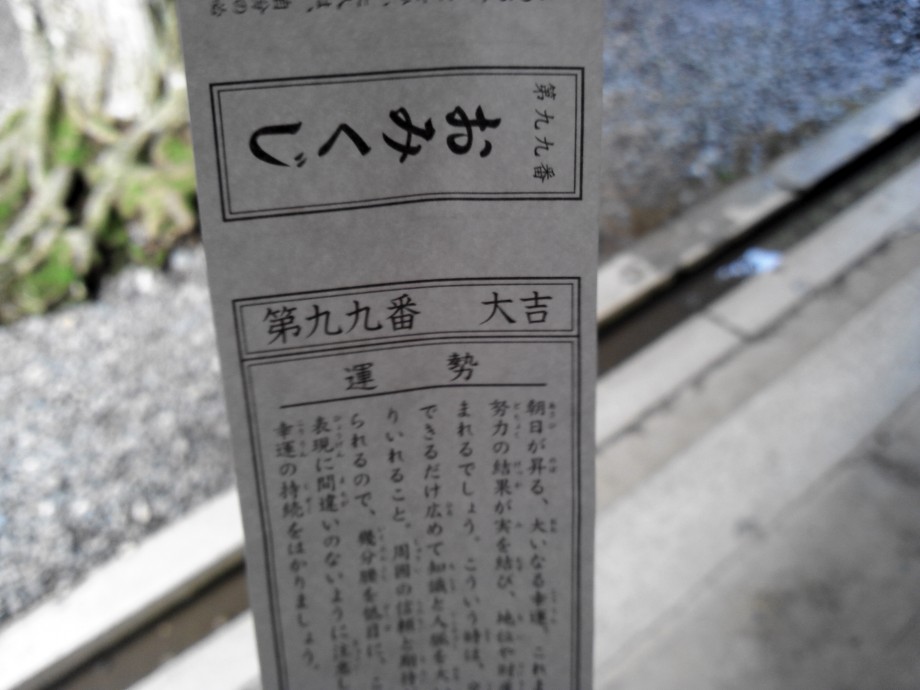 第九九番
おみくじ
第九九番　大吉
運勢
朝日が昇る、大いなる幸運、これま
努力の結果が実を結び、地位や財産
まれるでしょう。こういう時は、
できるだけ広めて知識と人脈を大い
りいれること。周囲の信頼と期待
られるので、幾分腰を低目に、
表現に間違いのないように注意し
幸運の持続をはかりましょう。